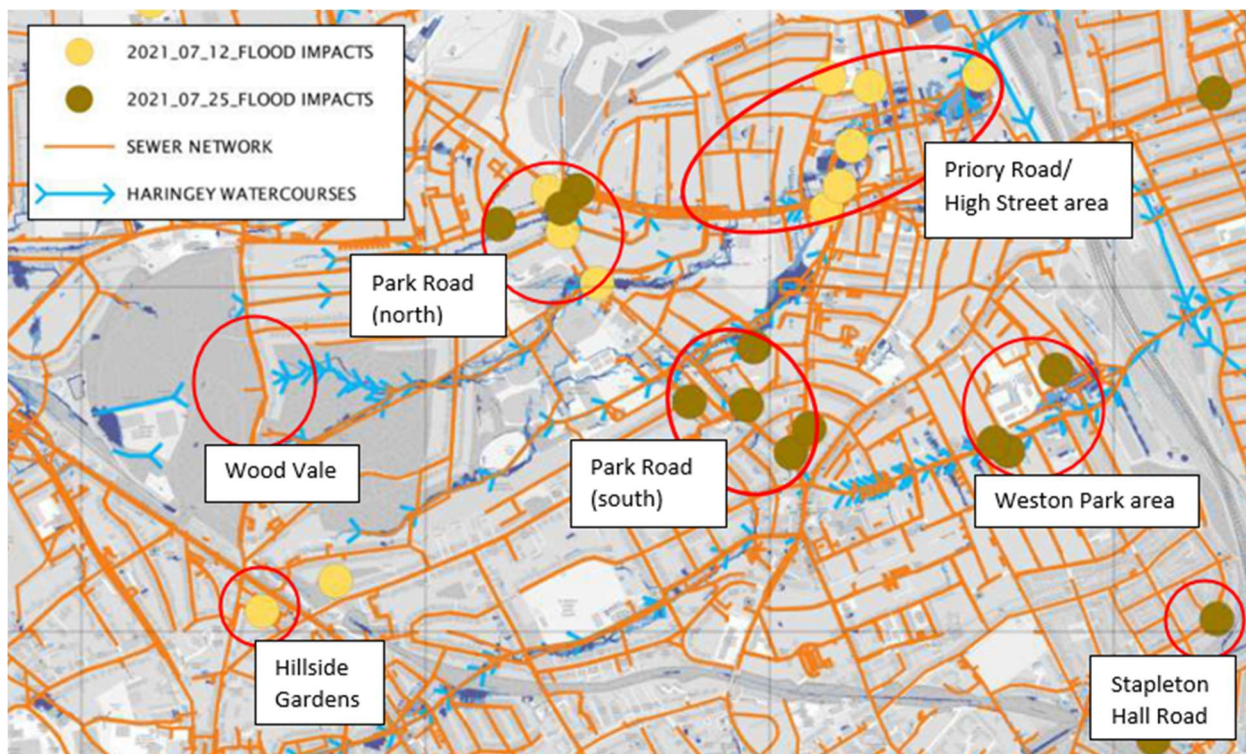 2021_07_12_FLOOD IMPACTS
2021_07_25_FLOOD IMPACTS
SEWER NETWORK
HARINGEY WATERCOURSES
Priory Road/
High Street area
Park Road
(north)
Wood Vale
Park Road
(south)
Weston Park area
Hillside
Gardens
Stapleton
Hall Road